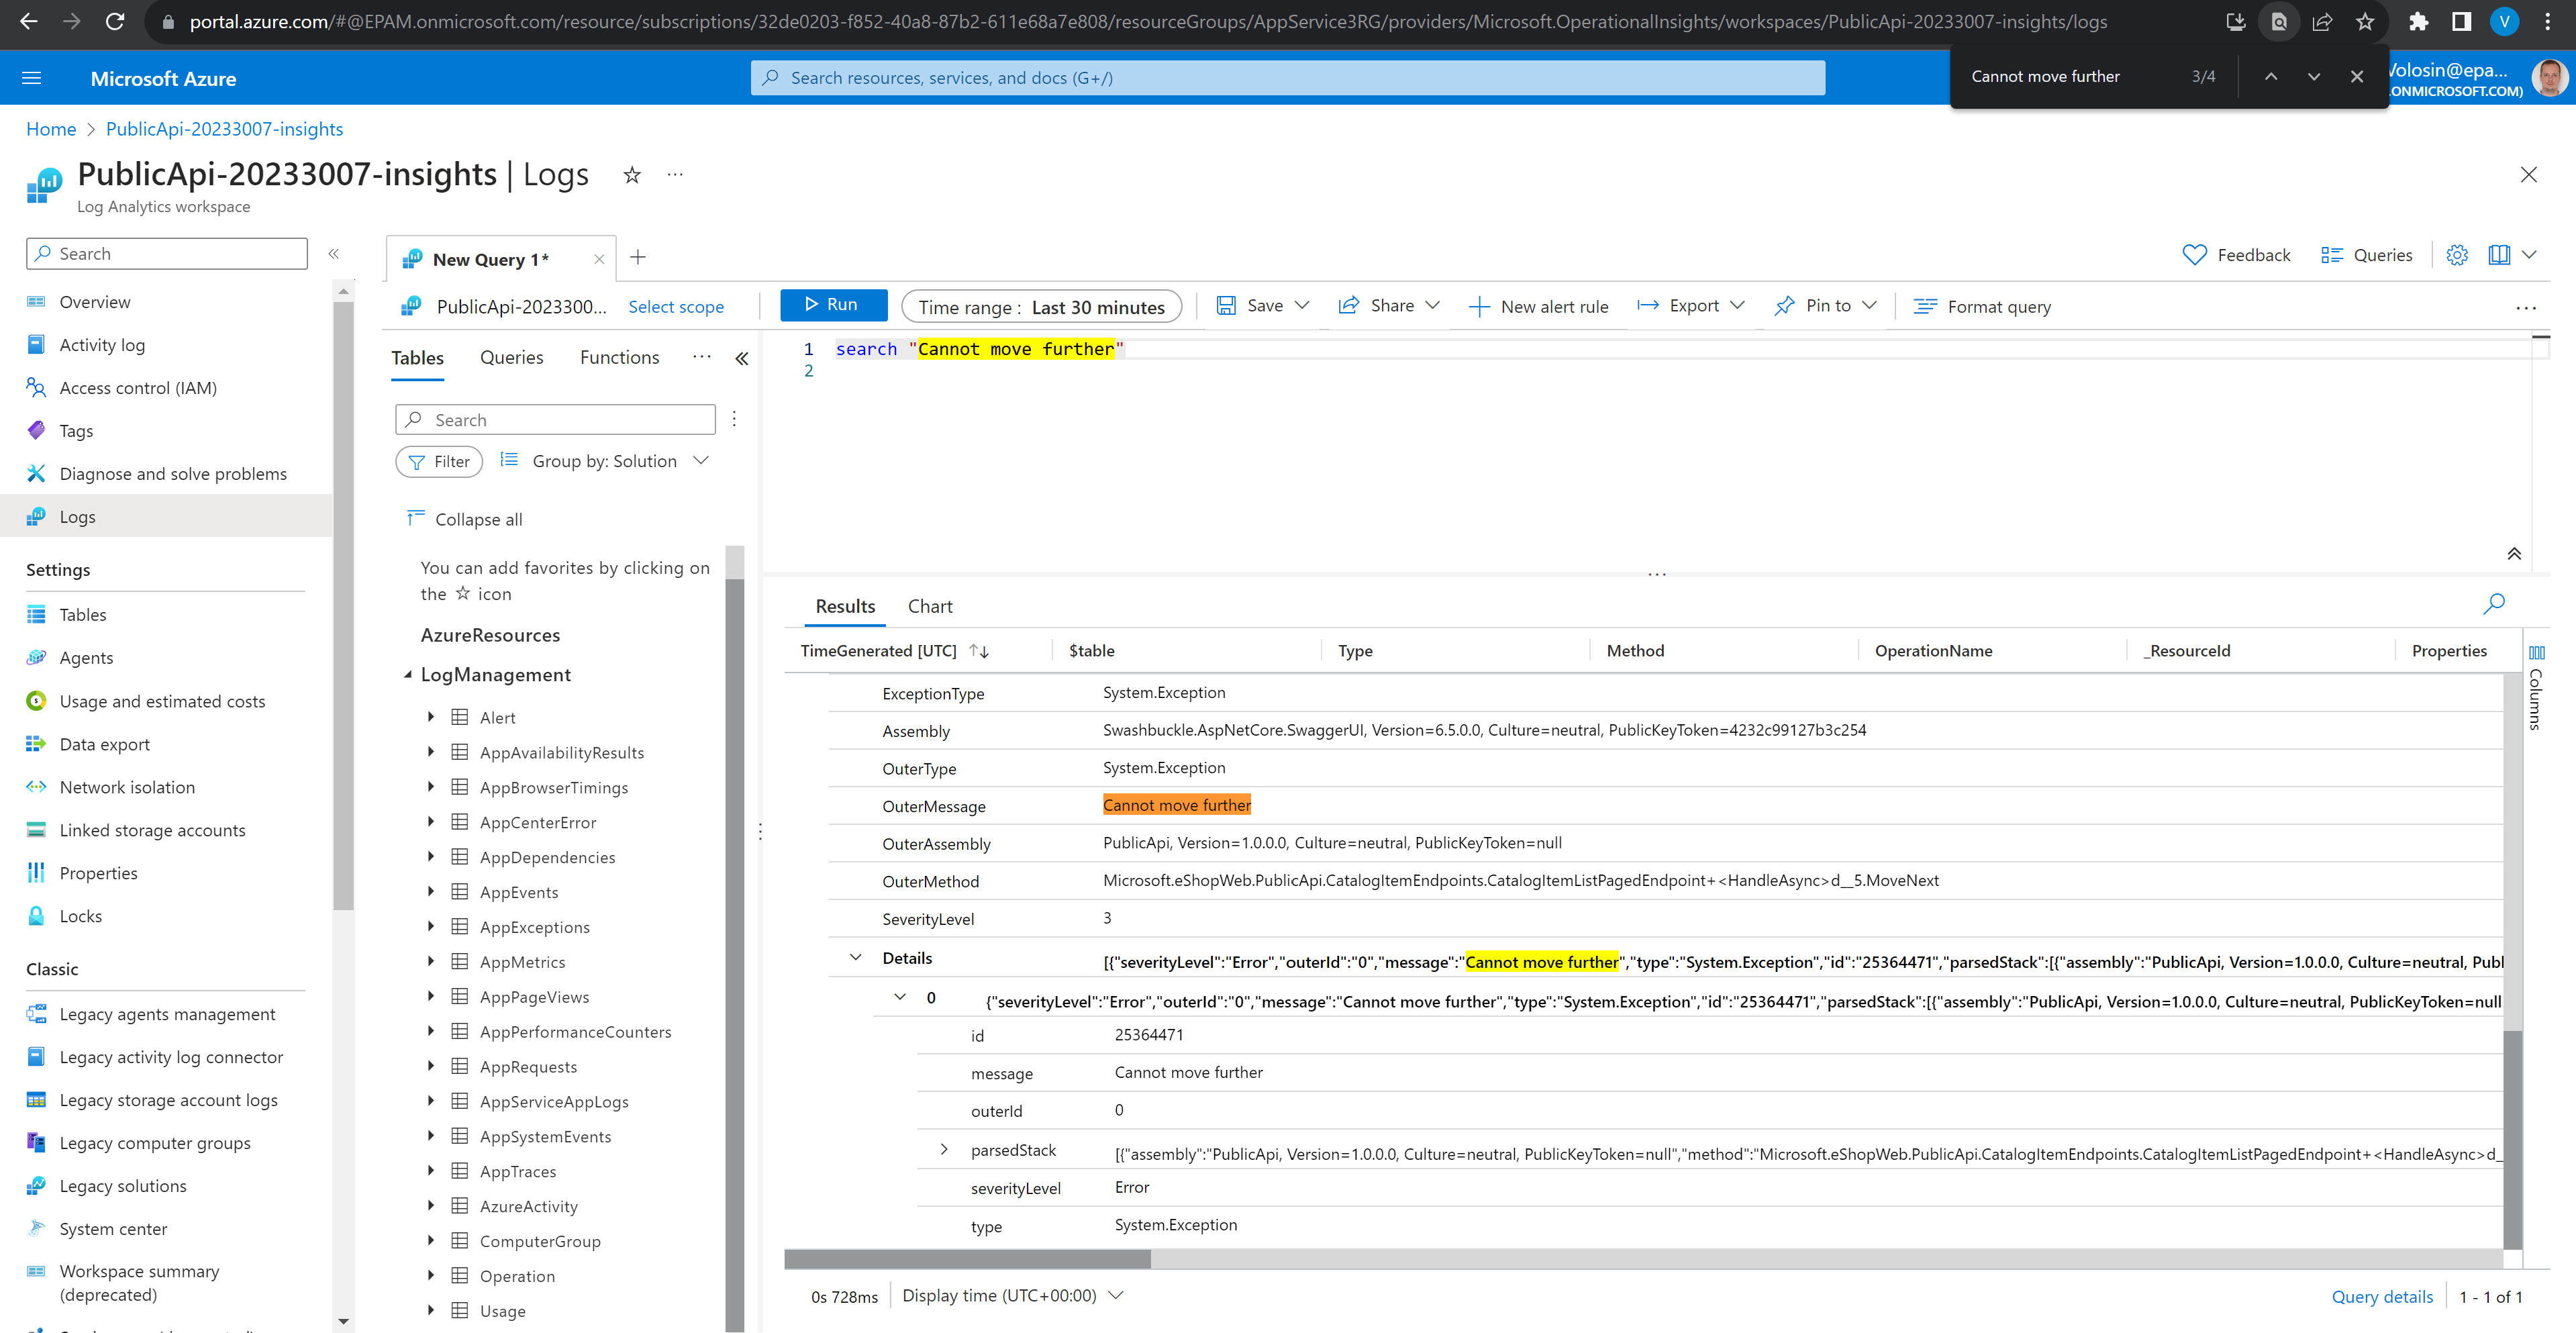 portal.azure.com/#@EPAM.onmicrosoft.com/resource/subscriptions/32de0203-f852-40a8-87b2-611e68a7e808/resourceGroups/AppService3RG/providers/Microsoft.OperationalInsights/workspaces/PublicApi-20233007-insights/logs
V
Microsoft Azure
Search resources, services, and docs (G+/)
Cannot move further
3/4
Volosin@epa...
.ONMICROSOFT.COM)
Home > PublicApi-20233007-insights
PublicApi-20233007-insights | Logs
Log Analytics workspace
Search
Overview
Activity log
Access control (IAM)
Tags
Diagnose and solve problems
Logs
Settings
Tables
Agents
Usage and estimated costs
Data export
Network isolation
Linked storage accounts
Properties
Locks
Classic
Legacy agents management
Legacy activity log connector
Legacy storage account logs
Legacy computer groups
Legacy solutions
System center
Workspace summary
(deprecated)
New Query 1*
Feedback
Queries
PublicApi-2023300...
Select scope
Run
Time range : Last 30 minutes
Save
Share
New alert rule
Export
Pin to
Format query
Tables
Queries
Functions
Search
Filter
Group by: Solution
Collapse all
You can add favorites by clicking on
the ☆ icon
AzureResources
LogManagement
Alert
AppAvailabilityResults
AppBrowserTimings
AppCenterError
AppDependencies
AppEvents
AppExceptions
AppMetrics
AppPageViews
AppPerformanceCounters
AppRequests
AppServiceAppLogs
AppSystemEvents
AppTraces
AzureActivity
ComputerGroup
Operation
Usage
1 search "Cannot move further"
2
Results
Chart
TimeGenerated [UTC]
$table
Type
Method
OperationName
_ResourceId
Properties
Columns
ExceptionType System.Exception
Assembly Swashbuckle.AspNetCore.SwaggerUI, Version=6.5.0.0, Culture=neutral, PublicKeyToken=4232c99127b3c254
OuterType System.Exception
OuterMessage Cannot move further
OuterAssembly PublicApi, Version=1.0.0.0, Culture=neutral, PublicKeyToken=null
OuterMethod Microsoft.eShopWeb.PublicApi.CatalogItemEndpoints.CatalogItemListPagedEndpoint+<HandleAsync>d__5.MoveNext
SeverityLevel 3
Details [{"severityLevel":"Error","outerId":"0","message":"Cannot move further","type":"System.Exception","id":"25364471","parsedStack":[{"assembly":"PublicApi, Version=1.0.0.0, Culture=neutral, Publ
0 {"severityLevel":"Error","outerId":"0","message":"Cannot move further","type":"System.Exception","id":"25364471","parsedStack":[{"assembly":"PublicApi, Version=1.0.0.0, Culture=neutral, PublicKeyToken=null
id 25364471
message Cannot move further
outerId 0
parsedStack [{"assembly":"PublicApi, Version=1.0.0.0, Culture=neutral, PublicKeyToken=null","method":"Microsoft.eShopWeb.PublicApi.CatalogItemEndpoints.CatalogItemListPagedEndpoint+<HandleAsync>d_
severityLevel Error
type System.Exception
0s 728ms
Display time (UTC+00:00)
Query details
1 - 1 of 1